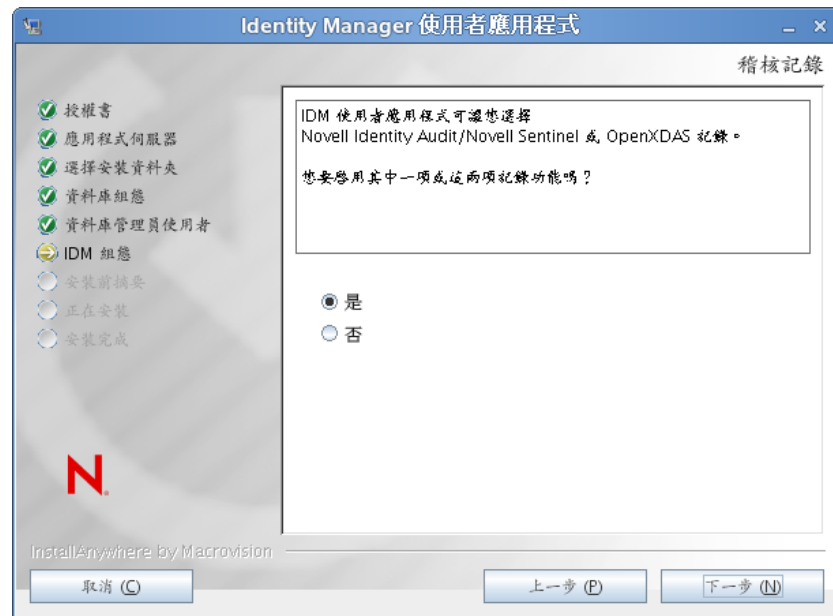 Identity Manager 使用者應用程式
稽核記錄
授權書
應用程式伺服器
選擇安裝資料夾
資料庫組態
資料庫管理員使用者
IDM 組態
安裝前摘要
正在安裝
安裝完成
IDM 使用者應用程式可讓您選擇
Novell Identity Audit/Novell Sentinel 或 OpenXDAS 記錄。
您要啟用其中一項或這兩項記錄功能嗎？
是
否
N
InstallAnywhere by Macrovision
取消 (C)
上一步 (P)
下一步 (N)